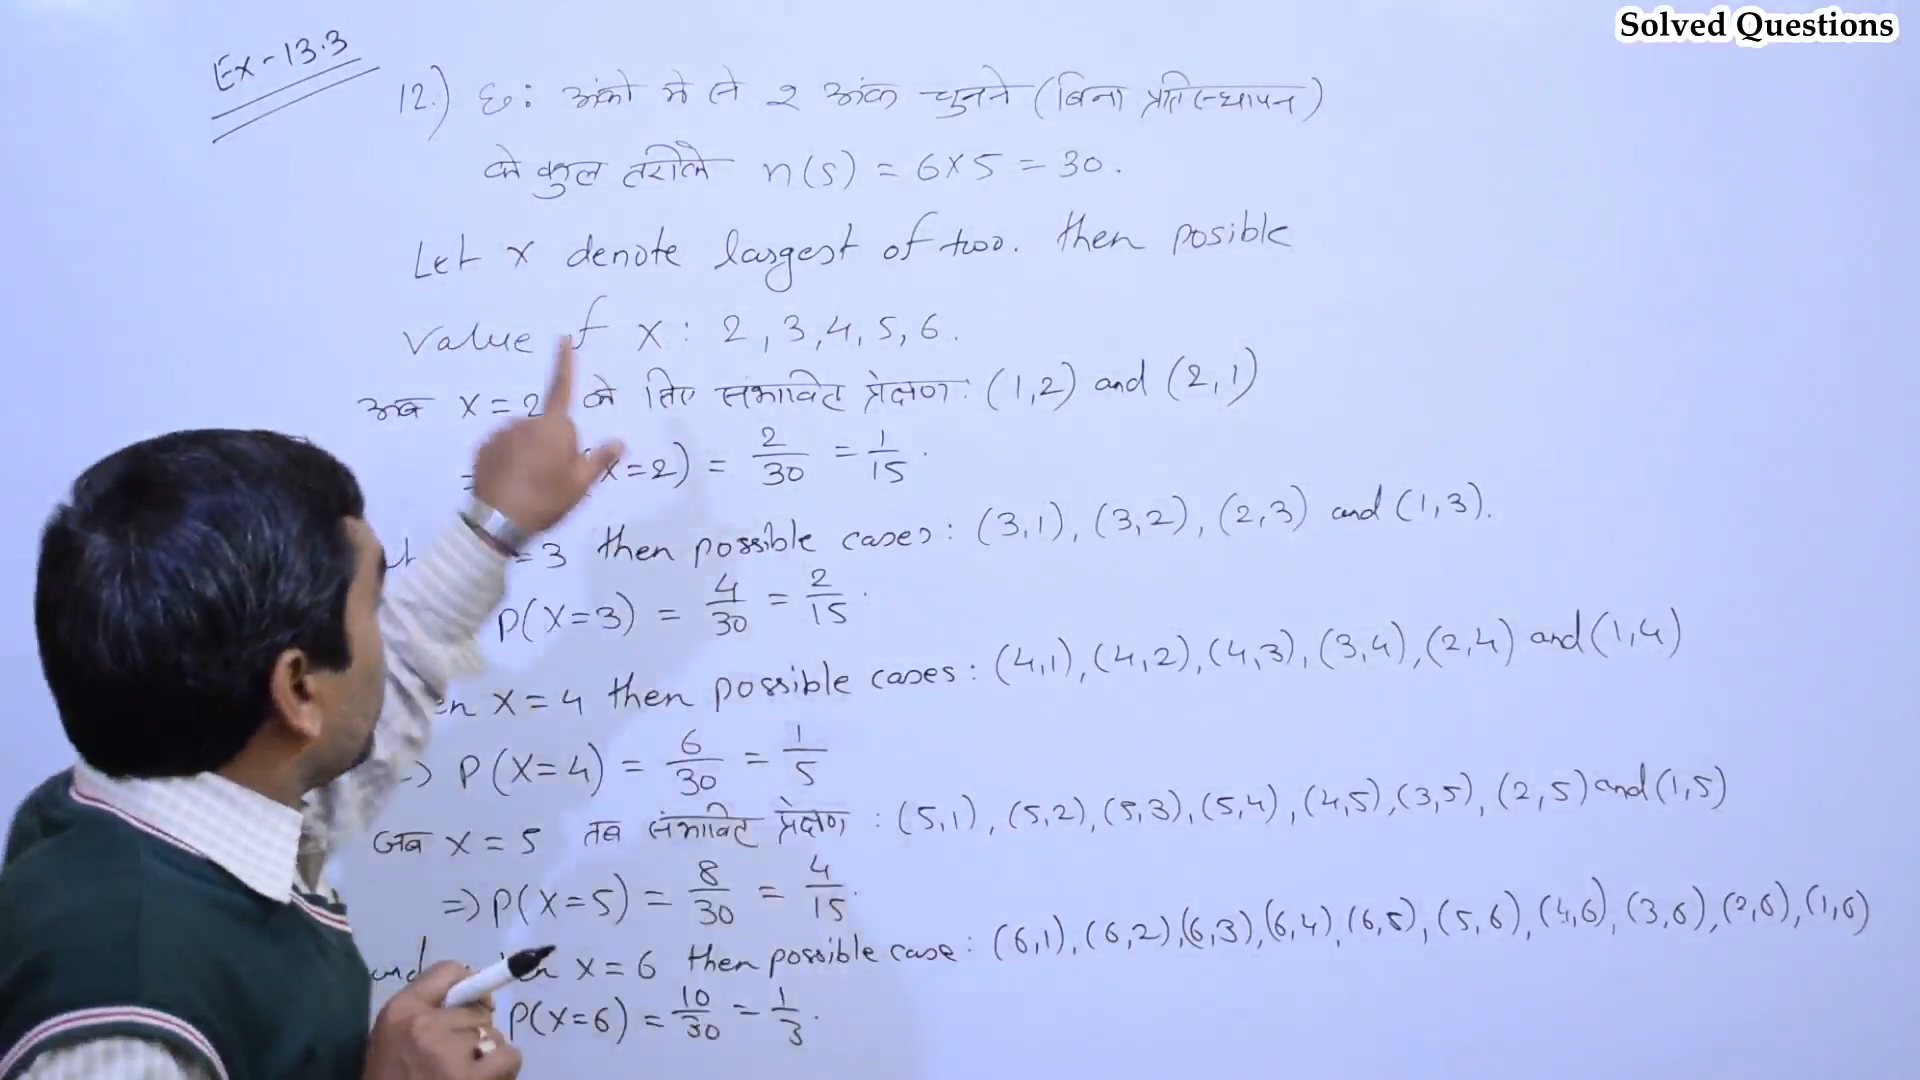 Solved Questions
Ex-13.3
12.) छः अंको मे से 2 अंक चुनने (बिना प्रतिस्थापन)
के कुल तरीके n(s) = 6×5 = 30.
Let x denote largest of two. then posible
Value of x : 2, 3, 4, 5, 6.
अब x = 2 के लिए संभावित प्रेक्षण: (1,2) and (2,1)
x=2) = 2/30 = 1/15.
=3 then possible cases: (3,1), (3,2), (2,3) and (1,3).
P(x=3) = 4/30 = 2/15.
x=4 then possible cases: (4,1), (4,2), (4,3), (3,4), (2,4) and (1,4)
P(x=4) = 6/30 = 1/5
जब x = 5 तब संभावित प्रेक्षण : (5,1), (5,2), (5,3), (5,4), (4,5), (3,5), (2,5) and (1,5)
=> P(x=5) = 8/30 = 4/15.
and x=6 then possible case: (6,1), (6,2), (6,3), (6,4), (6,5), (5,6), (4,6), (3,6), (2,6), (1,6)
P(x=6) = 10/30 = 1/3.